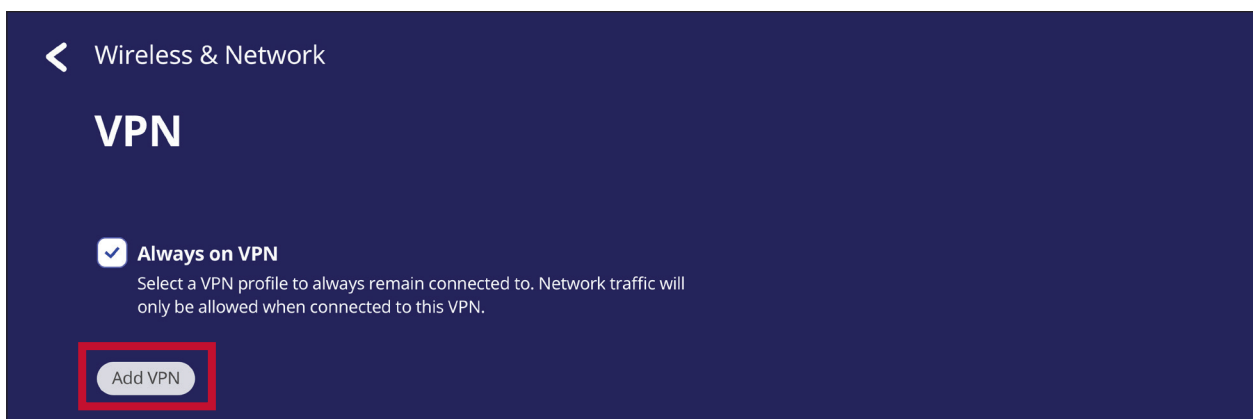 Wireless & Network
VPN
Always on VPN
Select a VPN profile to always remain connected to. Network traffic will
only be allowed when connected to this VPN.
Add VPN